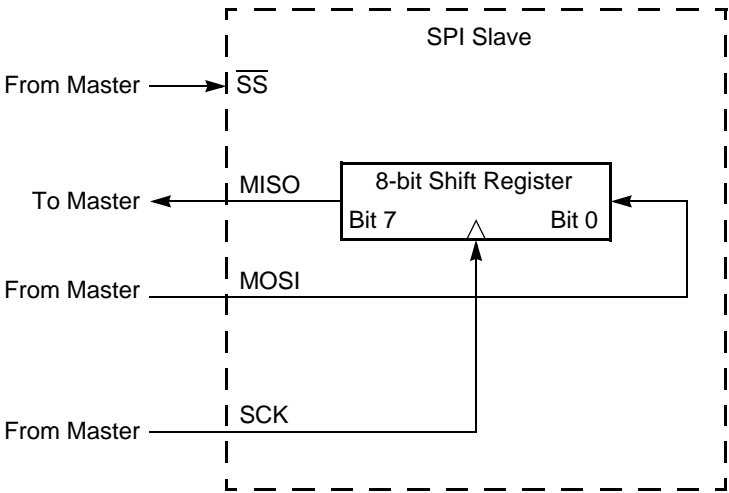 SPI Slave
From Master
S̅S̅
To Master
MISO
8-bit Shift Register
Bit 7
Bit 0
From Master
MOSI
From Master
SCK